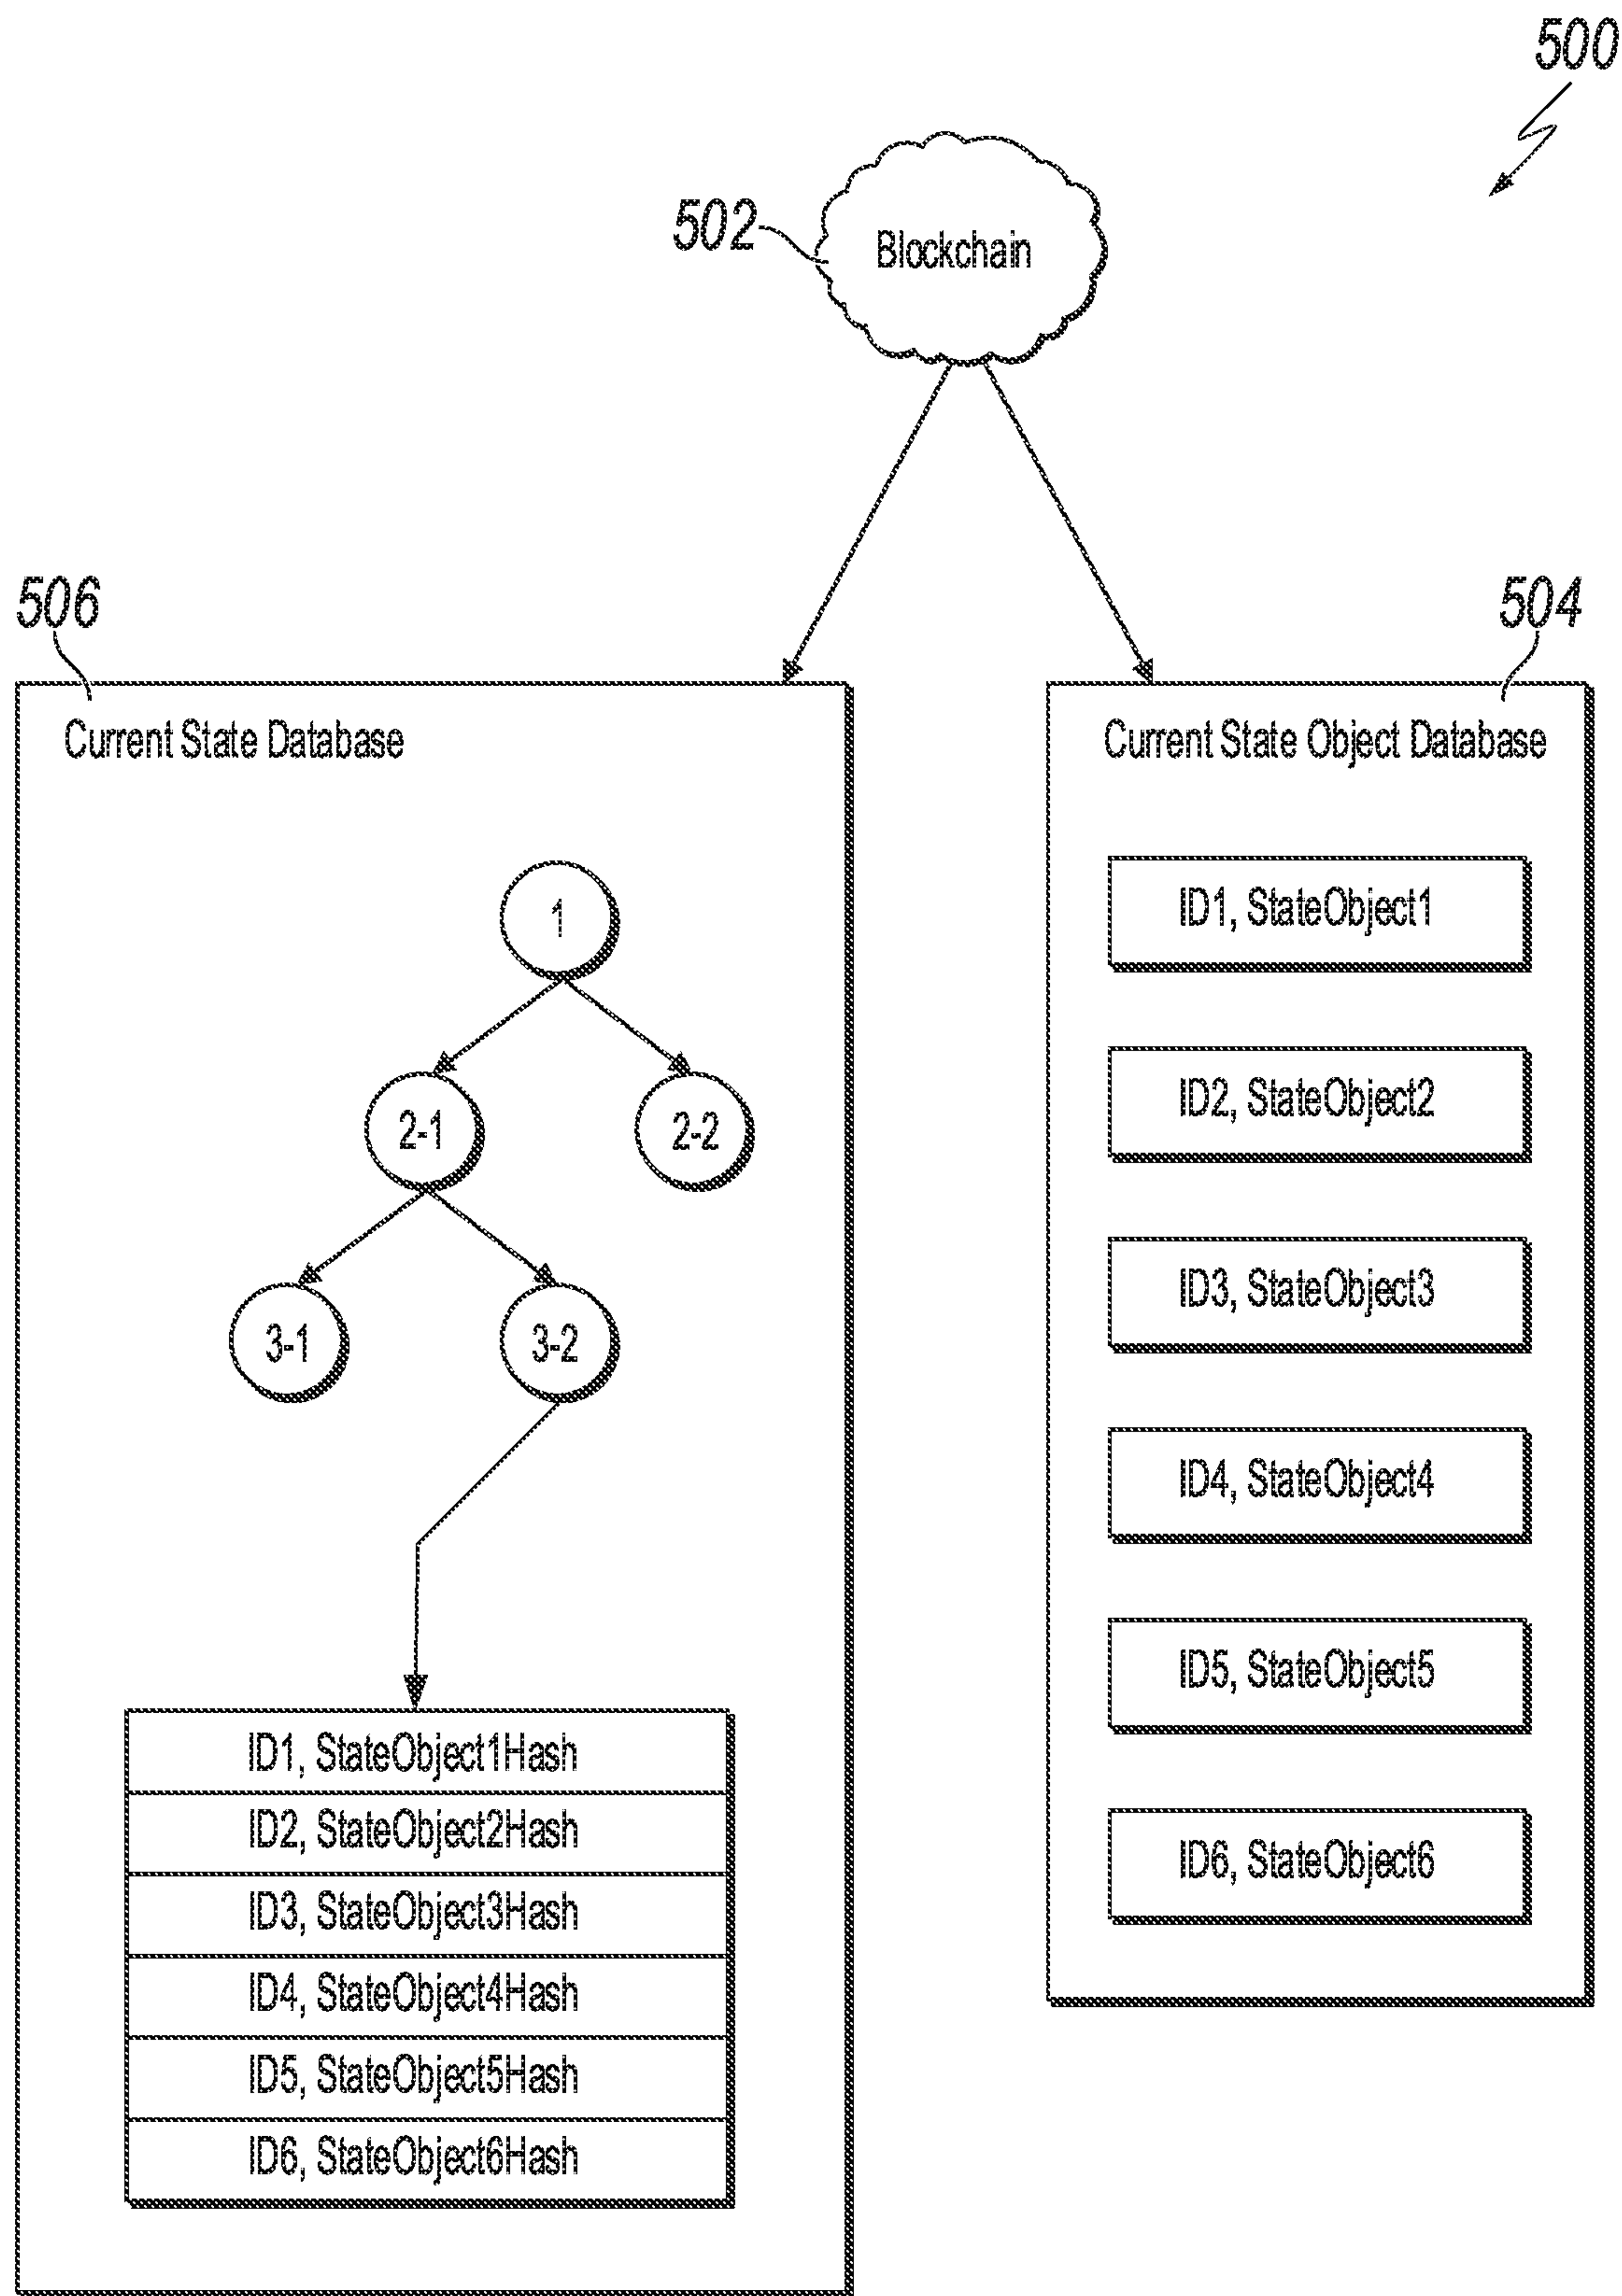 500
502
Blockchain
506
504
Current State Database
Current State Object Database
1
2-1
2-2
3-1
3-2
ID1, StateObject1Hash
ID2, StateObject2Hash
ID3, StateObject3Hash
ID4, StateObject4Hash
ID5, StateObject5Hash
ID6, StateObject6Hash
ID1, StateObject1
ID2, StateObject2
ID3, StateObject3
ID4, StateObject4
ID5, StateObject5
ID6, StateObject6